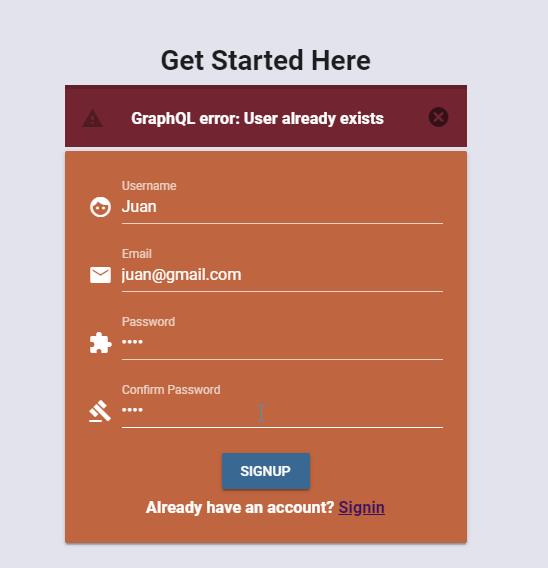 Get Started Here
GraphQL error: User already exists
Username
Juan
Email
juan@gmail.com
Password
••••
Confirm Password
••••
SIGNUP
Already have an account? Signin